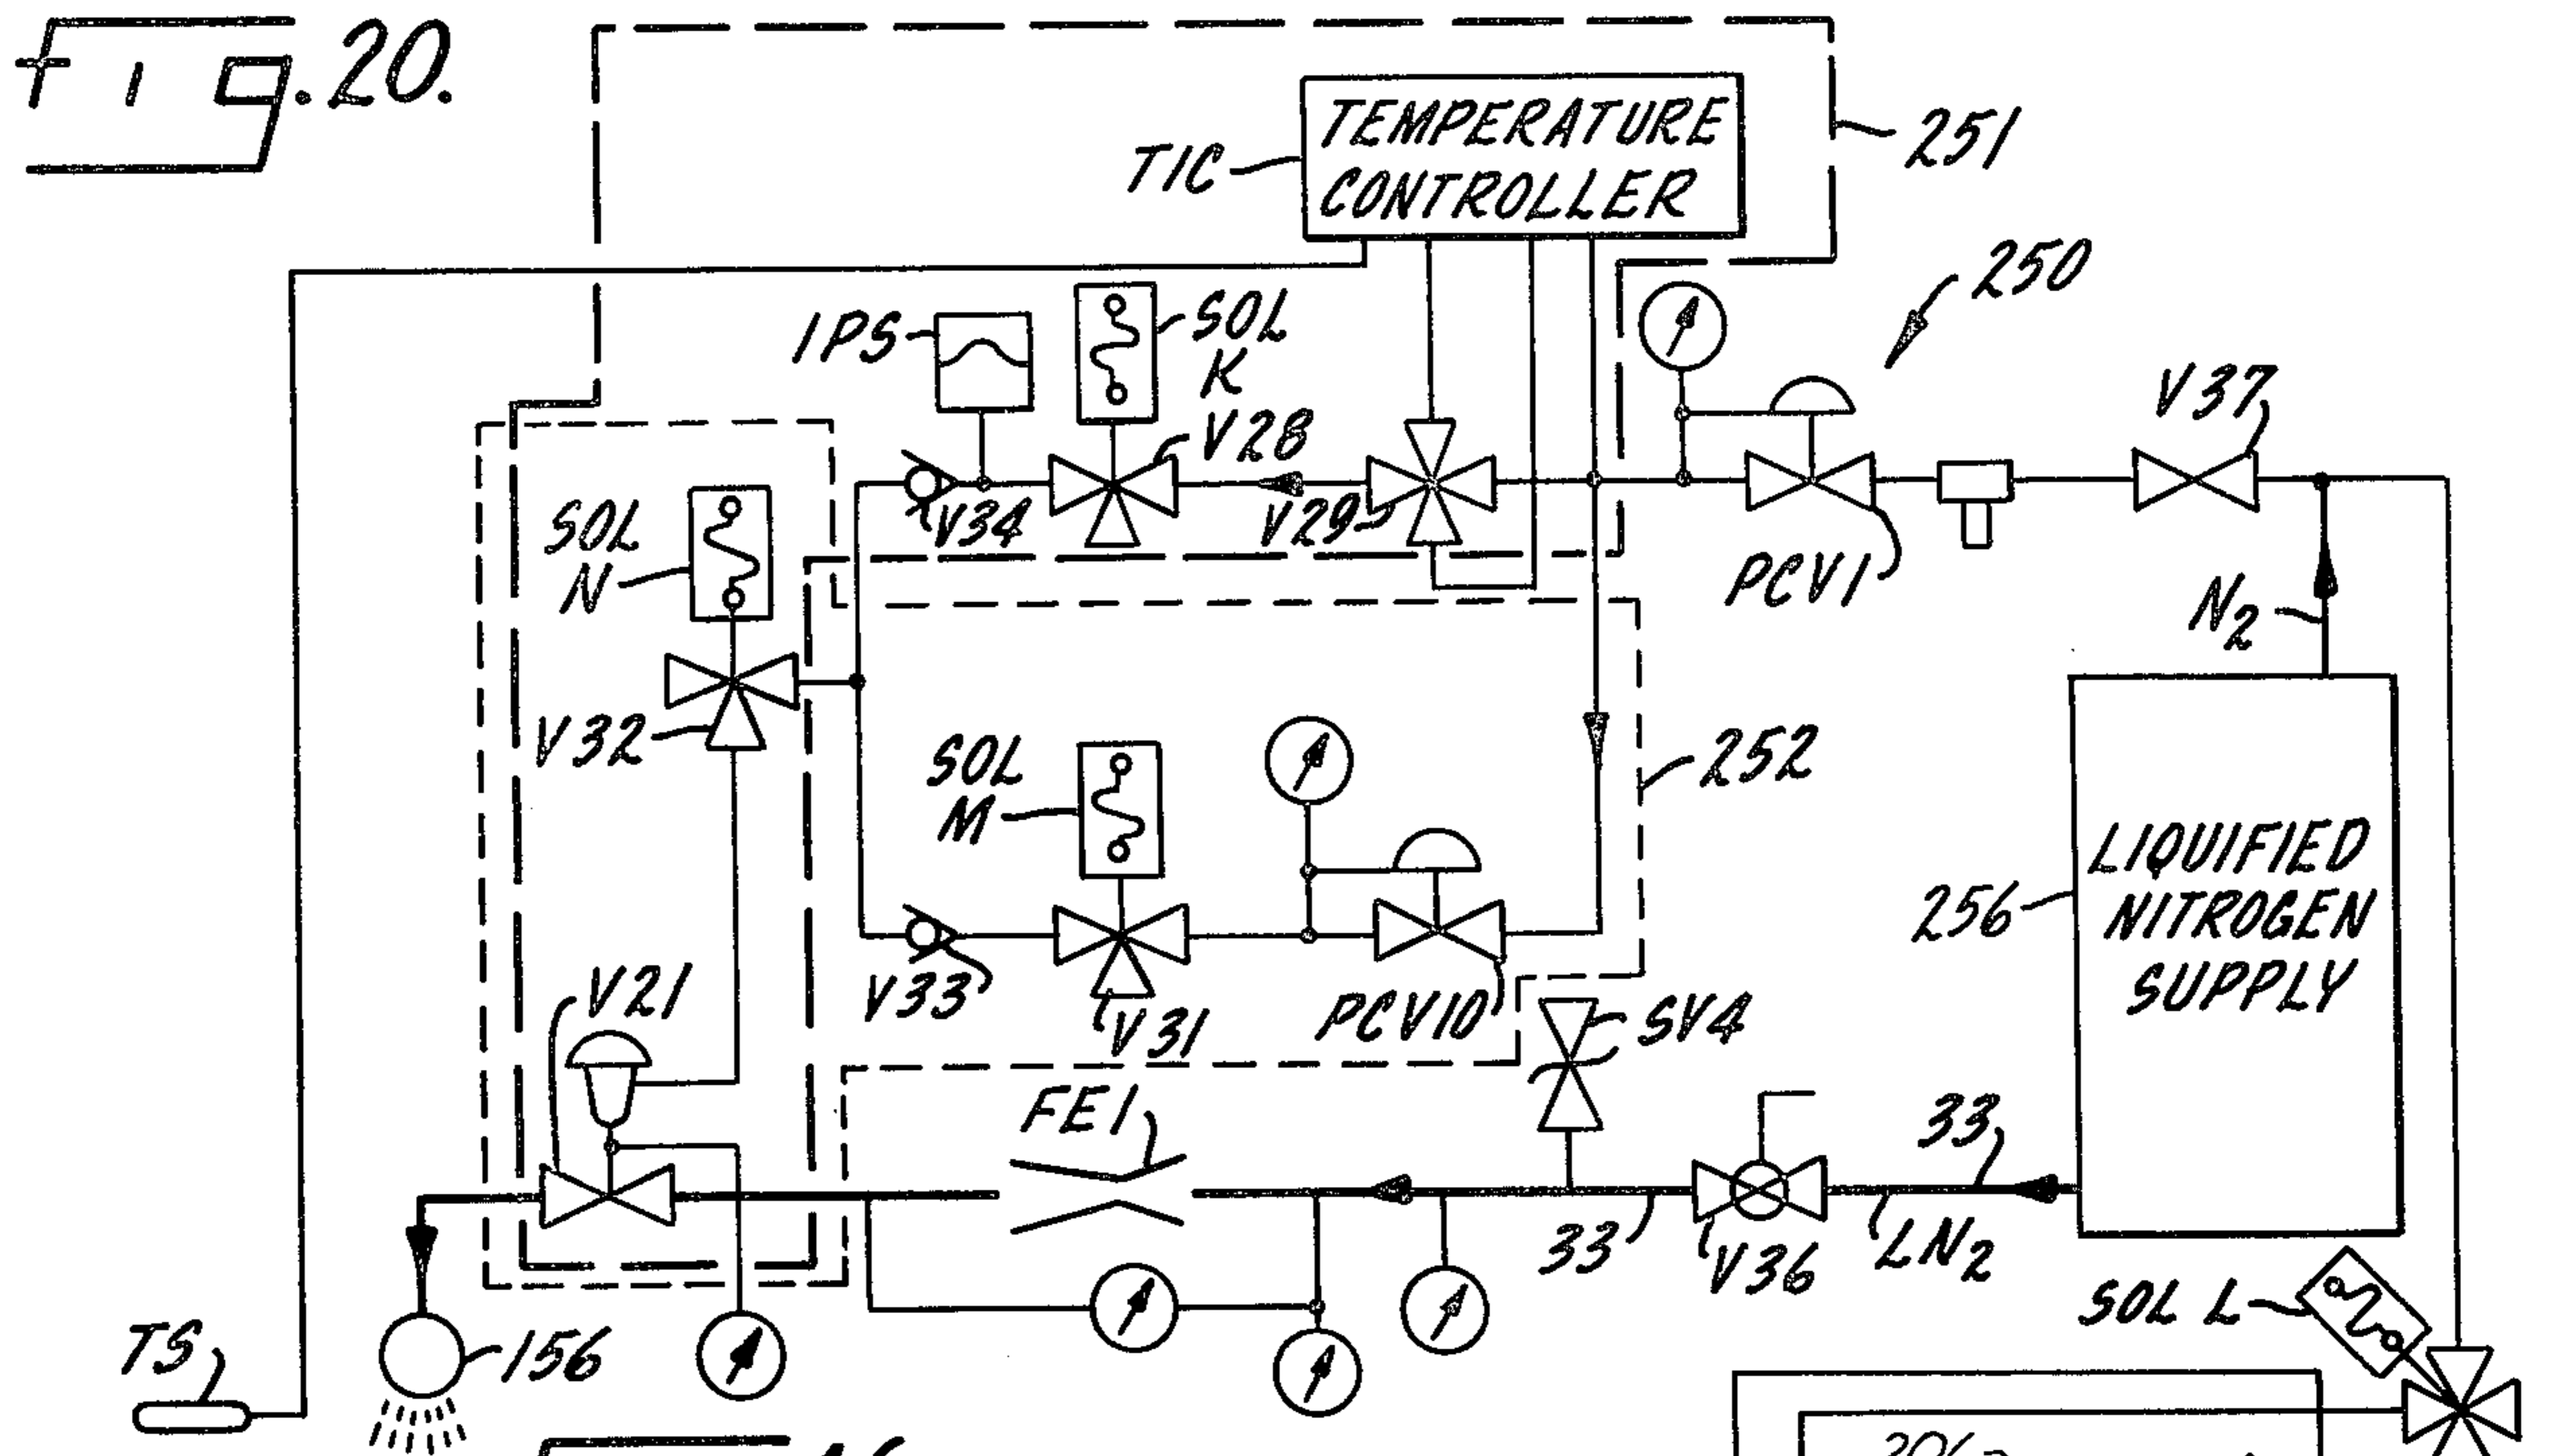 Fig. 20.
TEMPERATURE
CONTROLLER
TIC
251
250
IPS
SOL
K
V28
V37
V34
V29
PCV1
N2
SOL
N
V32
SOL
M
252
LIQUIFIED
NITROGEN
SUPPLY
256
V33
V31
PCV10
SV4
V21
FE1
33
33
V36
LN2
SOL L
TS
156